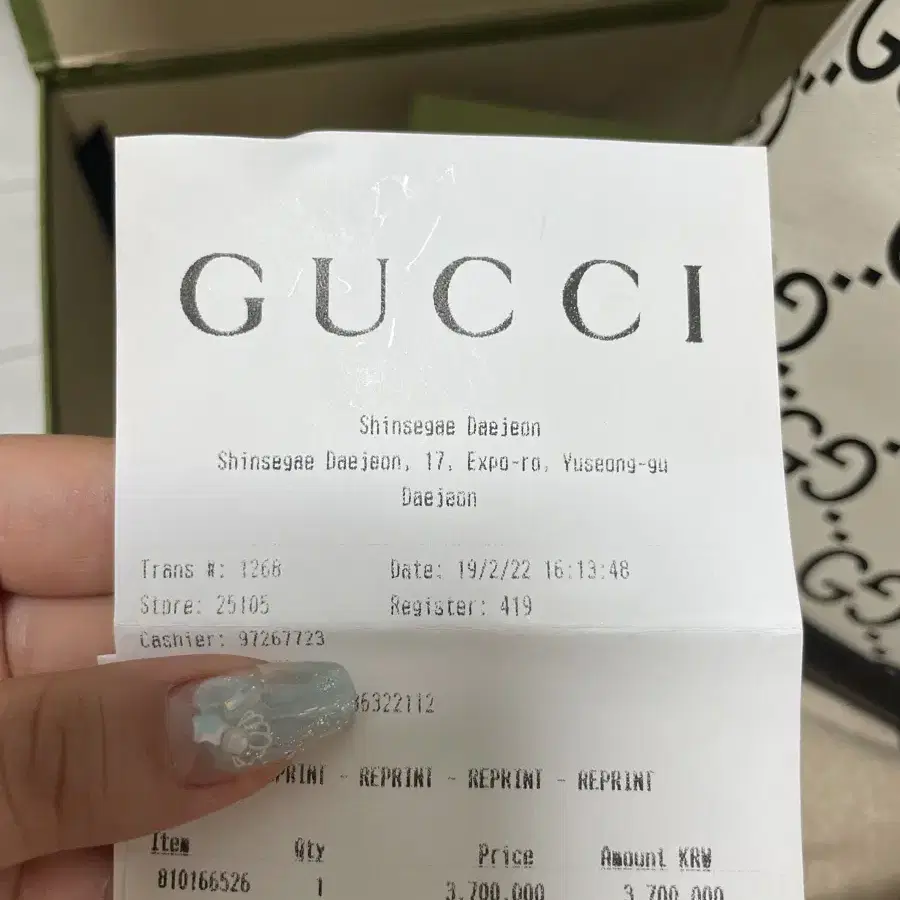 GUCCI
Shinsegae Daejeon
Shinsegae Daejeon, 17, Expo-ro, Yuseong-gu
Daejeon
Trans #: 1268 Date: 19/2/22 16:13:48
Store: 25105 Register: 419
Cashier: 97267723
36322112
PRINT - REPRINT - REPRINT - REPRINT
Item Qty Price Amount KRW
810166526 1 3,700,000 3,700,000